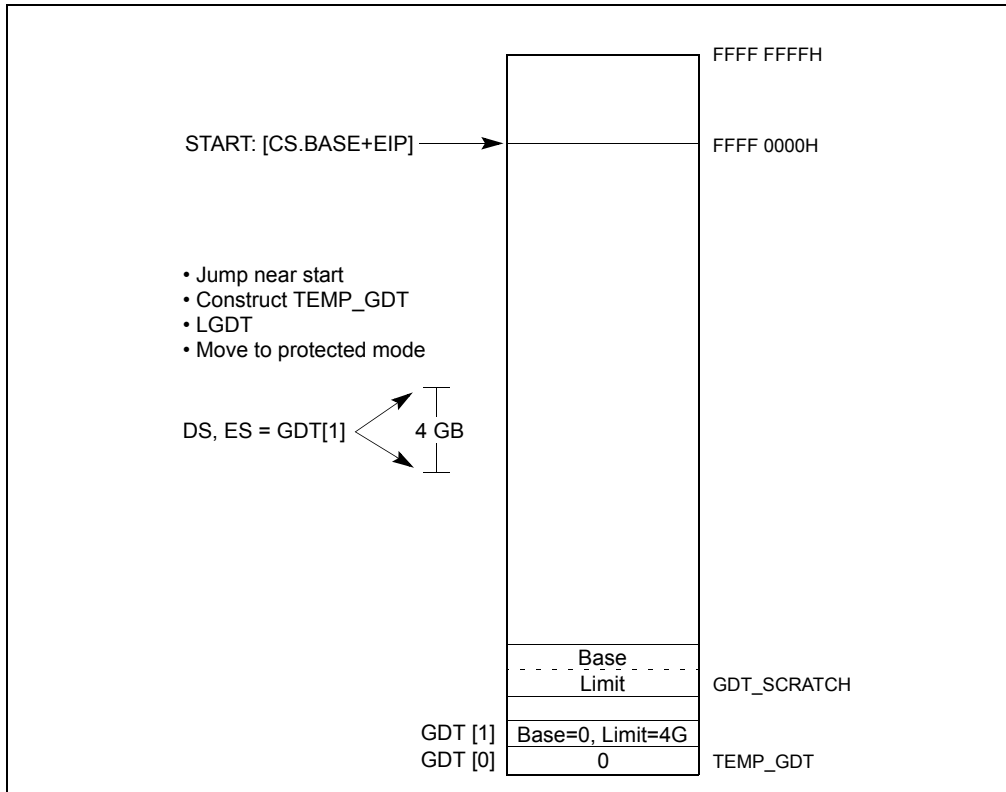 FFFF FFFFH
START: [CS.BASE+EIP]
FFFF 0000H
• Jump near start
• Construct TEMP_GDT
• LGDT
• Move to protected mode
DS, ES = GDT[1]
4 GB
Base
Limit
GDT_SCRATCH
GDT [1]
Base=0, Limit=4G
GDT [0]
0
TEMP_GDT